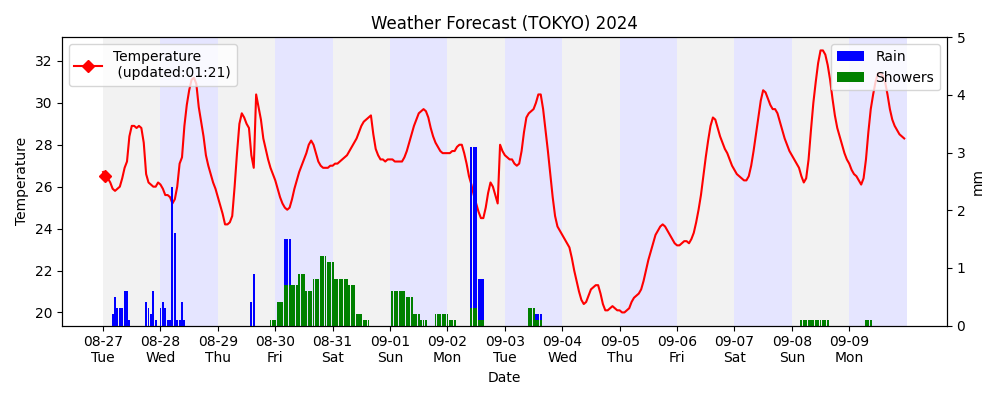 Weather Forecast (TOKYO) 2024
Temperature
(updated:01:21)
Rain
Showers
Temperature
32
30
28
26
24
22
20
5
4
3
2
1
0
mm
08-27 08-28 08-29 08-30 08-31 09-01 09-02 09-03 09-04 09-05 09-06 09-07 09-08 09-09
Tue Wed Thu Fri Sat Sun Mon Tue Wed Thu Fri Sat Sun Mon
Date